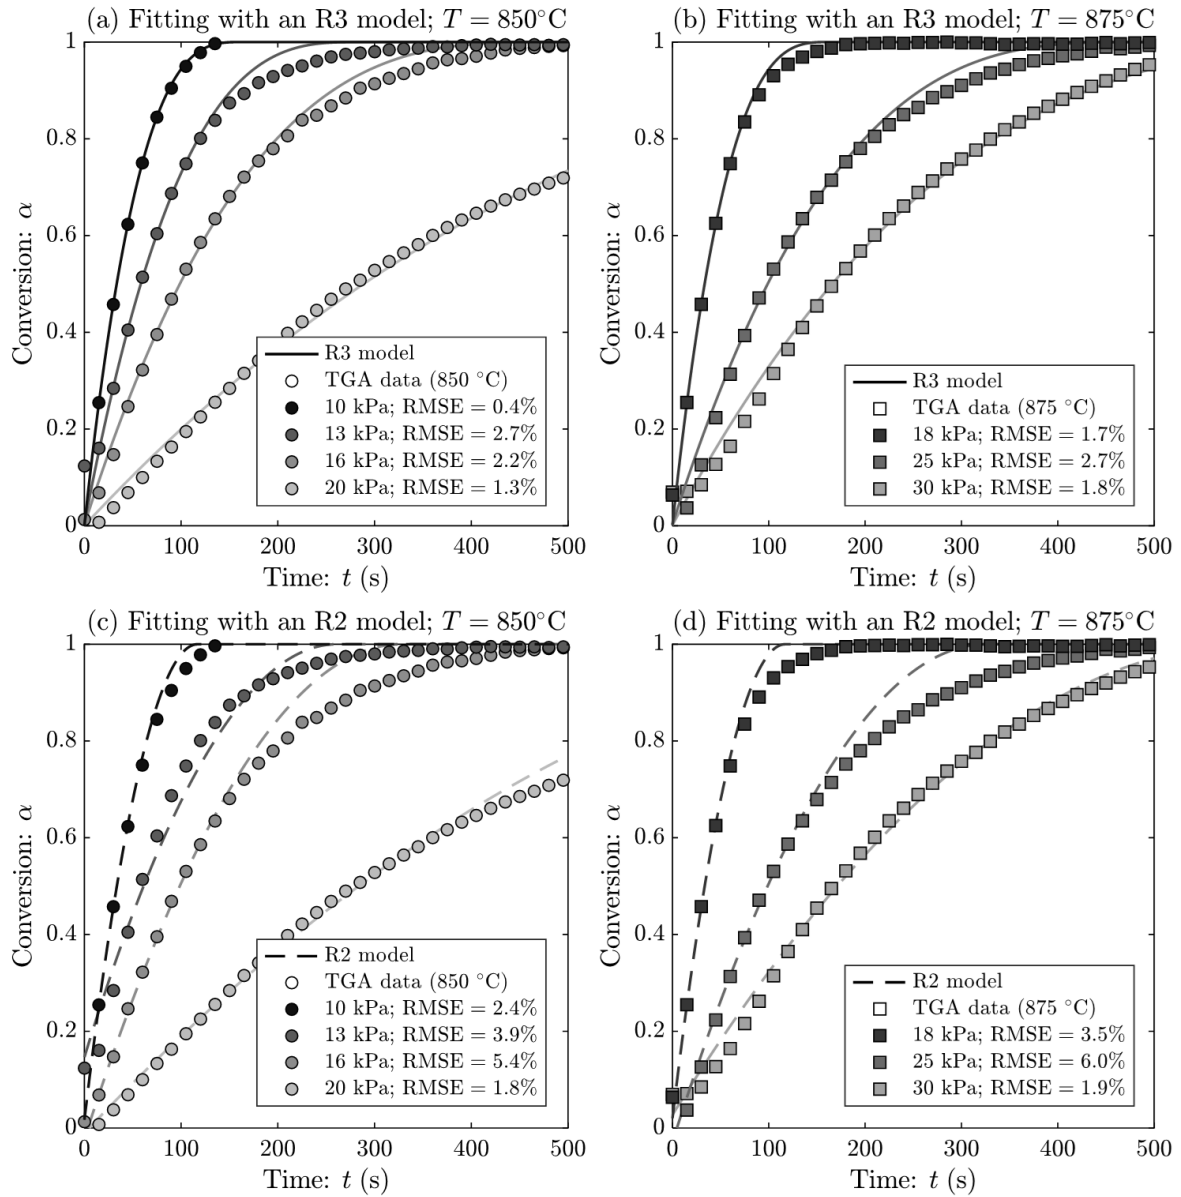 (a) Fitting with an R3 model; T = 850°C
1
0.8
0.6
0.4
0.2
0
Conversion: α
R3 model
TGA data (850 °C)
10 kPa; RMSE = 0.4%
13 kPa; RMSE = 2.7%
16 kPa; RMSE = 2.2%
20 kPa; RMSE = 1.3%
0 100 200 300 400 500
Time: t (s)
(b) Fitting with an R3 model; T = 875°C
1
0.8
0.6
0.4
0.2
0
Conversion: α
R3 model
TGA data (875 °C)
18 kPa; RMSE = 1.7%
25 kPa; RMSE = 2.7%
30 kPa; RMSE = 1.8%
0 100 200 300 400 500
Time: t (s)
(c) Fitting with an R2 model; T = 850°C
1
0.8
0.6
0.4
0.2
0
Conversion: α
R2 model
TGA data (850 °C)
10 kPa; RMSE = 2.4%
13 kPa; RMSE = 3.9%
16 kPa; RMSE = 5.4%
20 kPa; RMSE = 1.8%
0 100 200 300 400 500
Time: t (s)
(d) Fitting with an R2 model; T = 875°C
1
0.8
0.6
0.4
0.2
0
Conversion: α
R2 model
TGA data (875 °C)
18 kPa; RMSE = 3.5%
25 kPa; RMSE = 6.0%
30 kPa; RMSE = 1.9%
0 100 200 300 400 500
Time: t (s)